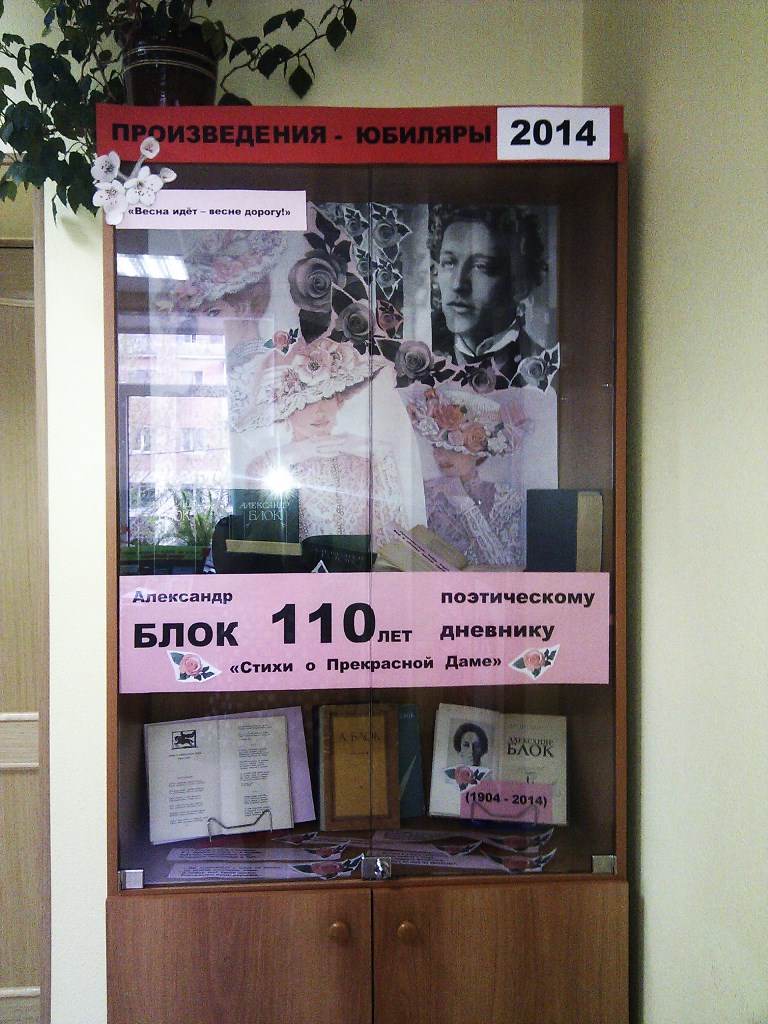 ПРОИЗВЕДЕНИЯ - ЮБИЛЯРЫ 2014
«Весна идёт – весне дорогу!»
АЛЕКСАНДР
БЛОК
Александр
БЛОК 110 ЛЕТ
поэтическому
дневнику
«Стихи о Прекрасной Даме»
А. БЛОК
АЛЕКСАНДР
БЛОК
(1904 - 2014)